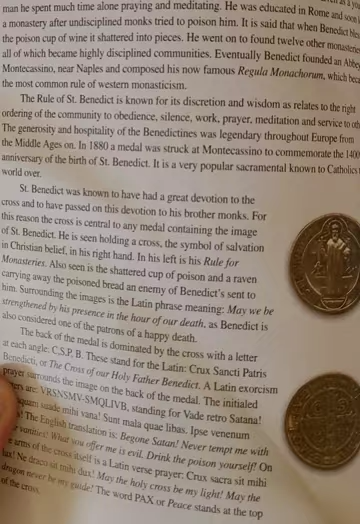 man he spent much time alone praying and meditating. He was educated in Rome and soon
a monastery after undisciplined monks tried to poison him. It is said that when Benedict
the poison cup of wine it shattered into pieces. He went on to found twelve other
all of which became highly disciplined communities. Eventually Benedict founded an
Montecassino, near Naples and composed his now famous Regula Monachorum, which
the most common rule of western monasticism.
The Rule of St. Benedict is known for its discretion and wisdom as relates to the right
ordering of the community to obedience, silence, work, prayer, meditation and service to
The generosity and hospitality of the Benedictines was legendary throughout Europe from
the Middle Ages on. In 1880 a medal was struck at Montecassino to commemorate the
anniversary of the birth of St. Benedict. It is a very popular sacramental known to Catholics
world over.
St. Benedict was known to have had a great devotion to the
cross and to have passed on this devotion to his brother monks. For
this reason the cross is central to any medal containing the image
of St. Benedict. He is seen holding a cross, the symbol of salvation
in Christian belief, in his right hand. In his left is his Rule for
Monasteries. Also seen is the shattered cup of poison and a raven
carrying away the poisoned bread an enemy of Benedict's sent to
him. Surrounding the images is the Latin phrase meaning: May we be
strengthened by his presence in the hour of our death, as Benedict is
also considered one of the patrons of a happy death.
The back of the medal is dominated by the cross with a letter
at each angle: C.S.P. B. These stand for the Latin: Crux Sancti Patris
Benedicti, or The Cross of our Holy Father Benedict. A Latin exorcism
prayer surrounds the image on the back of the medal. The initialed
are: VRSNSMV-SMQLIVB, standing for Vade retro Satana!
suade mihi vana! Sunt mala quae libas. Ipse venenum
The English translation is: Begone Satan! Never tempt me with
vanities! What you offer me is evil. Drink the poison yourself! On
arms of the cross itself is a Latin verse prayer: Crux sacra sit mihi
lux! Ne draco sit mihi dux! May the holy cross be my light! May the
dragon never be my guide! The word PAX or Peace stands at the top
of the cross.